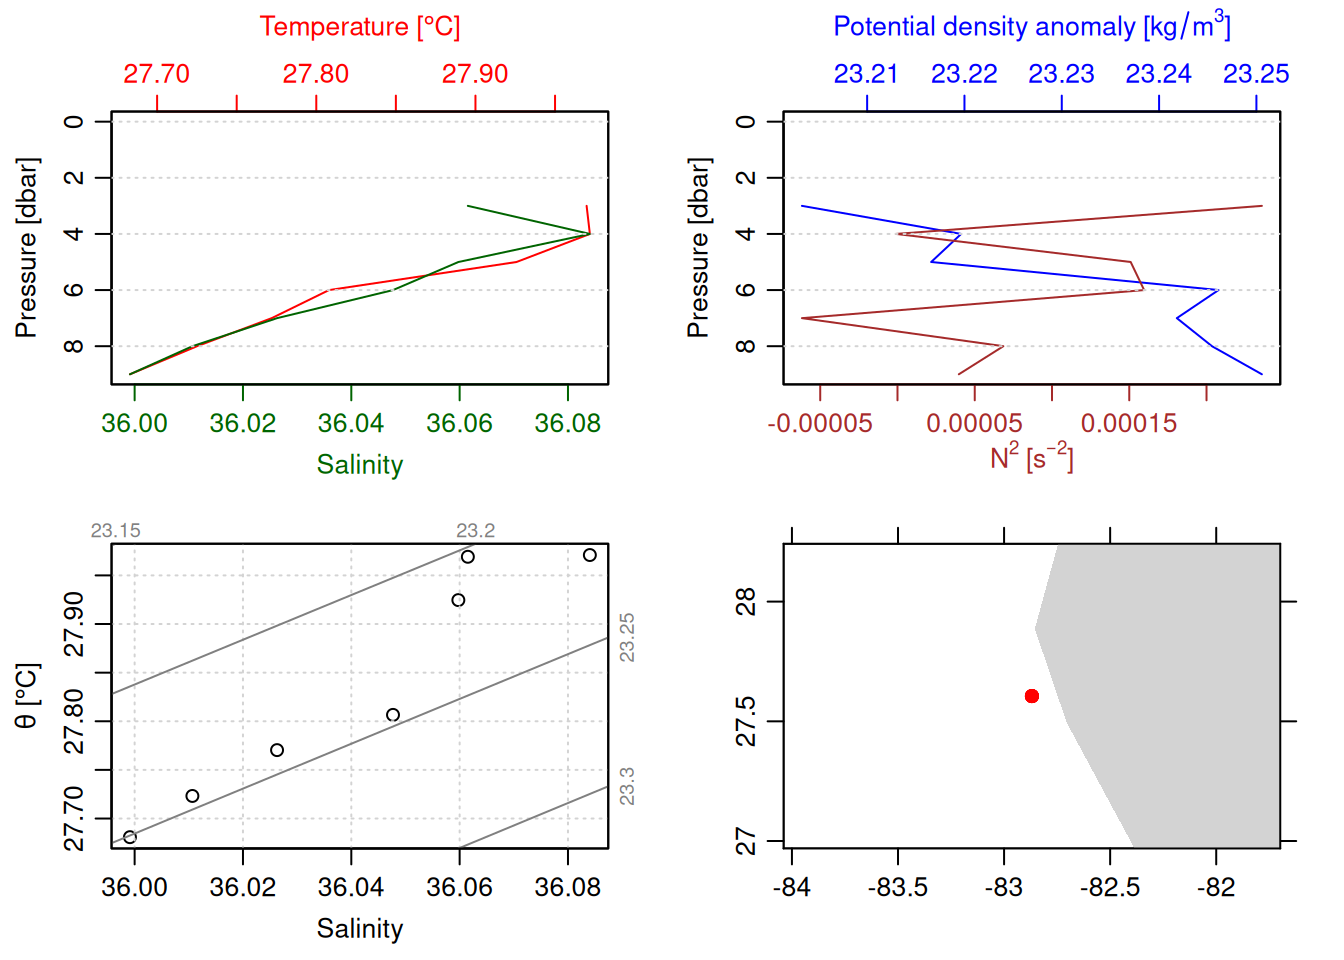 Temperature [°C]
27.70 27.80 27.90
Pressure [dbar]
0
2
4
6
8
36.00 36.02 36.04 36.06 36.08
Salinity
Potential density anomaly [kg/m³]
23.21 23.22 23.23 23.24 23.25
Pressure [dbar]
0
2
4
6
8
-0.00005 0.00005 0.00015
N² [s⁻²]
23.15 23.2
θ [°C]
27.90
27.80
27.70
23.25
23.3
36.00 36.02 36.04 36.06 36.08
Salinity
28
27.5
27
-84 -83.5 -83 -82.5 -82